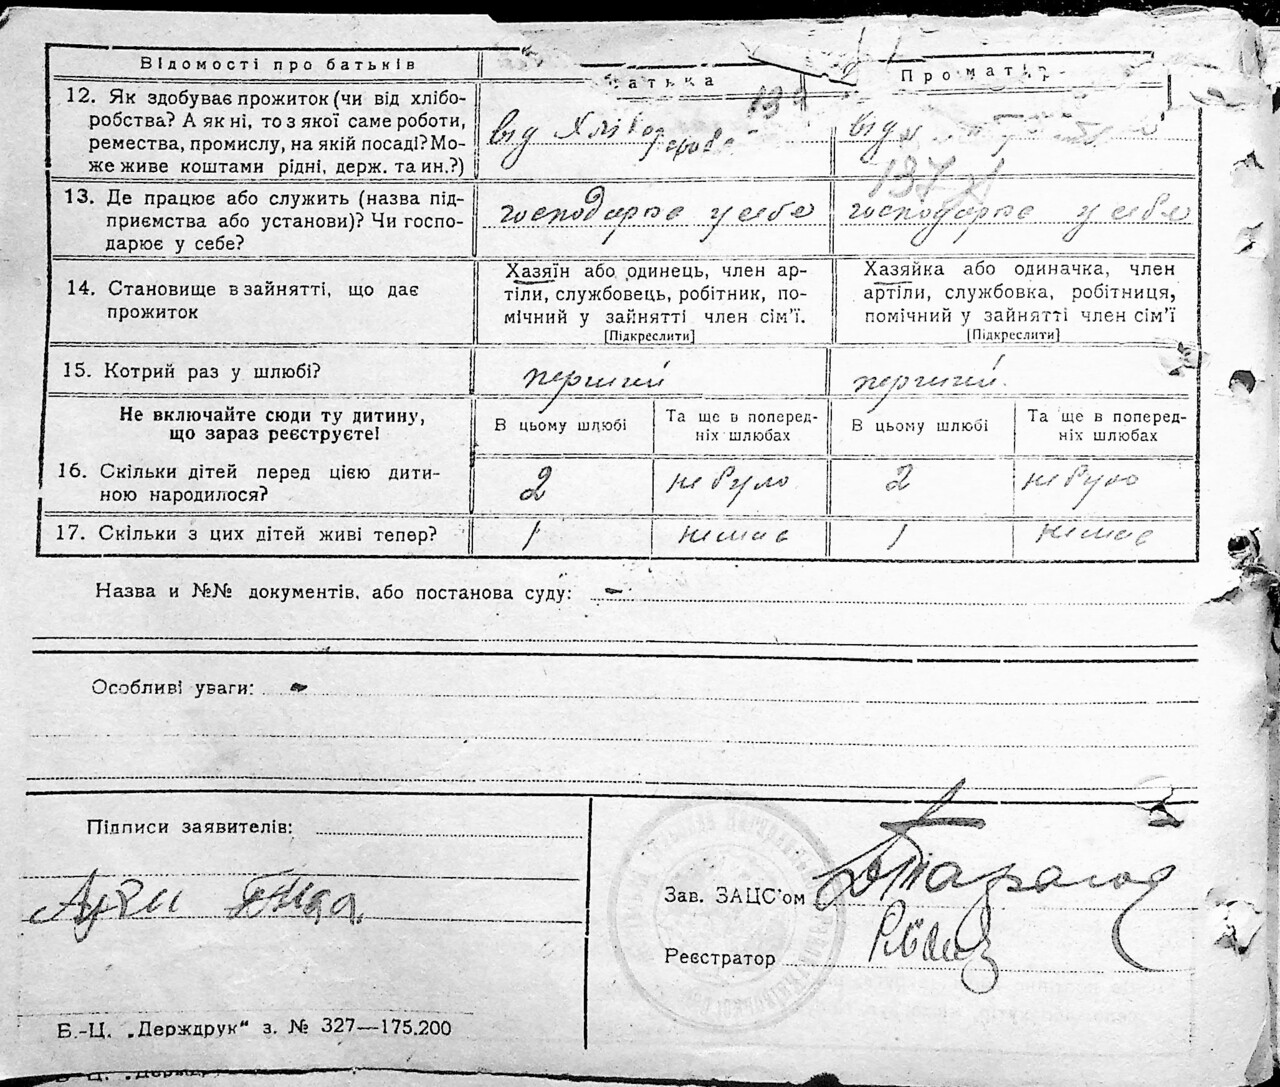 Відомості про батьків
батька
Про матір
12. Як здобуває прожиток (чи від хлібо-
робства? А як ні, то з якої саме роботи,
ремества, промислу, на якій посаді? Мо-
же живе коштами рідні, держ. та ин.?)
від Хлібороб
від
137
13. Де працює або служить (назва під-
приємства або установи)? Чи госпо-
дарює у себе?
господарює у себе
господарює у себе
14. Становище в зайнятті, що дає
прожиток
Хазяїн або одинець, член ар-
тіли, службовець, робітник, по-
мічний у зайнятті член сім'ї.
[Підкреслити]
Хазяйка або одиначка, член
артіли, службовка, робітниця,
помічний у зайнятті член сім'ї
[Підкреслити]
15. Котрий раз у шлюбі?
перший
перший.
Не включайте сюди ту дитину,
що зараз реєструєте!
В цьому шлюбі
Та ще в поперед-
ніх шлюбах
В цьому шлюбі
Та ще в поперед-
ніх шлюбах
16. Скільки дітей перед цією дити-
ною народилося?
2
не було
2
не було
17. Скільки з цих дітей живі тепер?
1
немає
1
немає
Назва и №№ документів, або постанова суду: -
Особливі уваги: -
Підписи заявителів:
Зав. ЗАЦС'ом
Реєстратор
Б.-Ц. „Держдрук" з. № 327—175.200